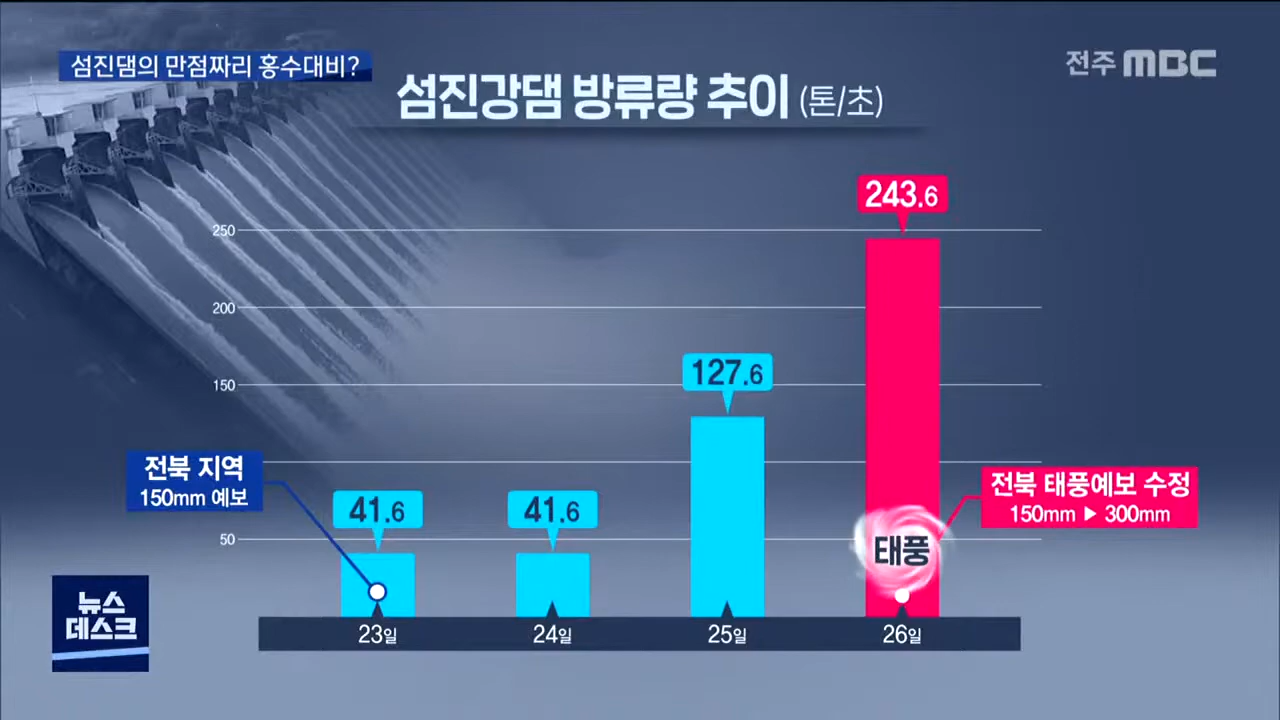 섬진댐의 만점짜리 홍수대비?
전주 MBC
섬진강댐 방류량 추이 (톤/초)
243.6
250
200
127.6
150
전북 지역
150mm 예보
41.6
41.6
전북 태풍예보 수정
150mm ▶ 300mm
50
태풍
뉴스
데스크
23일
24일
25일
26일